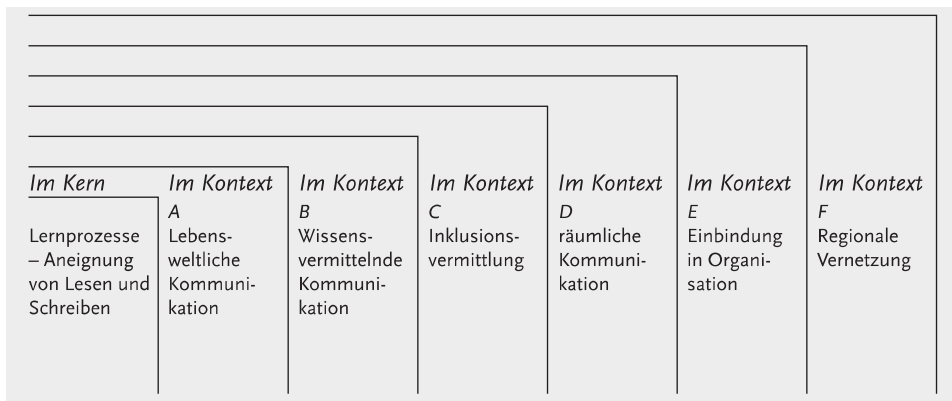 Im Kern
Lernprozesse
– Aneignung
von Lesen und
Schreiben
Im Kontext
A
Lebens-
weltliche
Kommuni-
kation
Im Kontext
B
Wissens-
vermittelnde
Kommuni-
kation
Im Kontext
C
Inklusions-
vermittlung
Im Kontext
D
räumliche
Kommuni-
kation
Im Kontext
E
Einbindung
in Organi-
sation
Im Kontext
F
Regionale
Vernetzung